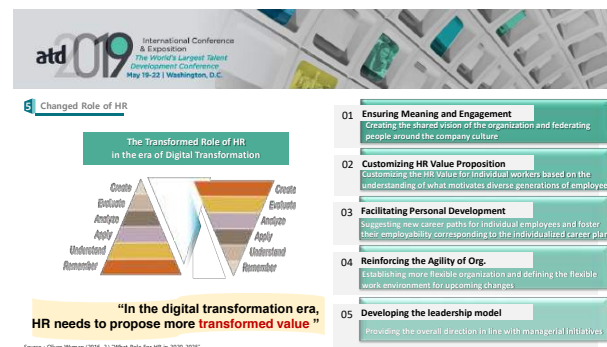 atd 2019
International Conference
& Exposition
The World's Largest Talent
Development Conference
May 19-22 | Washington, D.C.
5 Changed Role of HR
The Transformed Role of HR
in the era of Digital Transformation
Create
Evaluate
Analyze
Apply
Understand
Remember
Create
Evaluate
Analyze
Apply
Understand
Remember
“In the digital transformation era,
HR needs to propose more transformed value ”
01 Ensuring Meaning and Engagement
Creating the shared vision of the organization and federating
people around the company culture
02 Customizing HR Value Proposition
Customizing the HR Value for Individual workers based on the
understanding of what motivates diverse generations of employee
03 Facilitating Personal Development
Suggesting new career paths for individual employees and foster
their employability corresponding to the individualized career plan
04 Reinforcing the Agility of Org.
Establishing more flexible organization and defining the flexible
work environment for upcoming changes
05 Developing the leadership model
Providing the overall direction in line with managerial initiatives